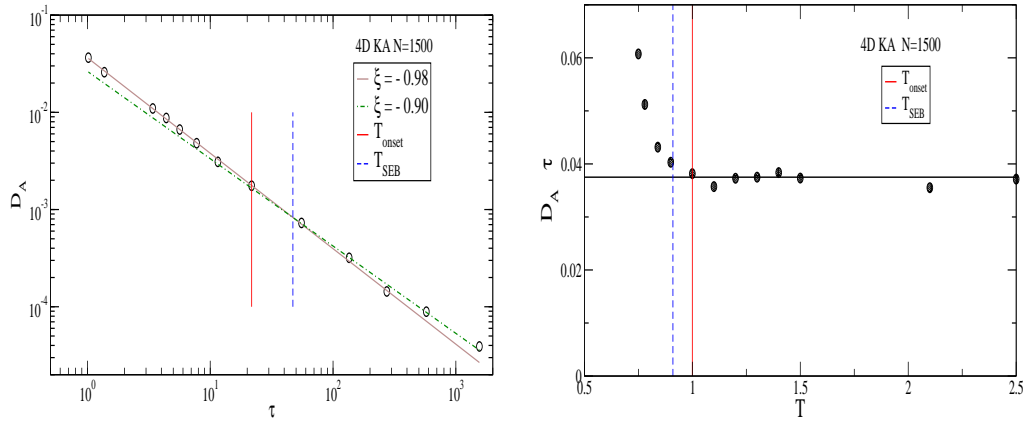 10^-1
10^-2
10^-3
10^-4
10^0
10^1
10^2
10^3
D_A
τ
4D KA N=1500
ξ = - 0.98
ξ = - 0.90
T_onset
T_SEB
0.06
0.04
0.02
0
0.5
1
1.5
2
2.5
D_A τ
T
4D KA N=1500
T_onset
T_SEB